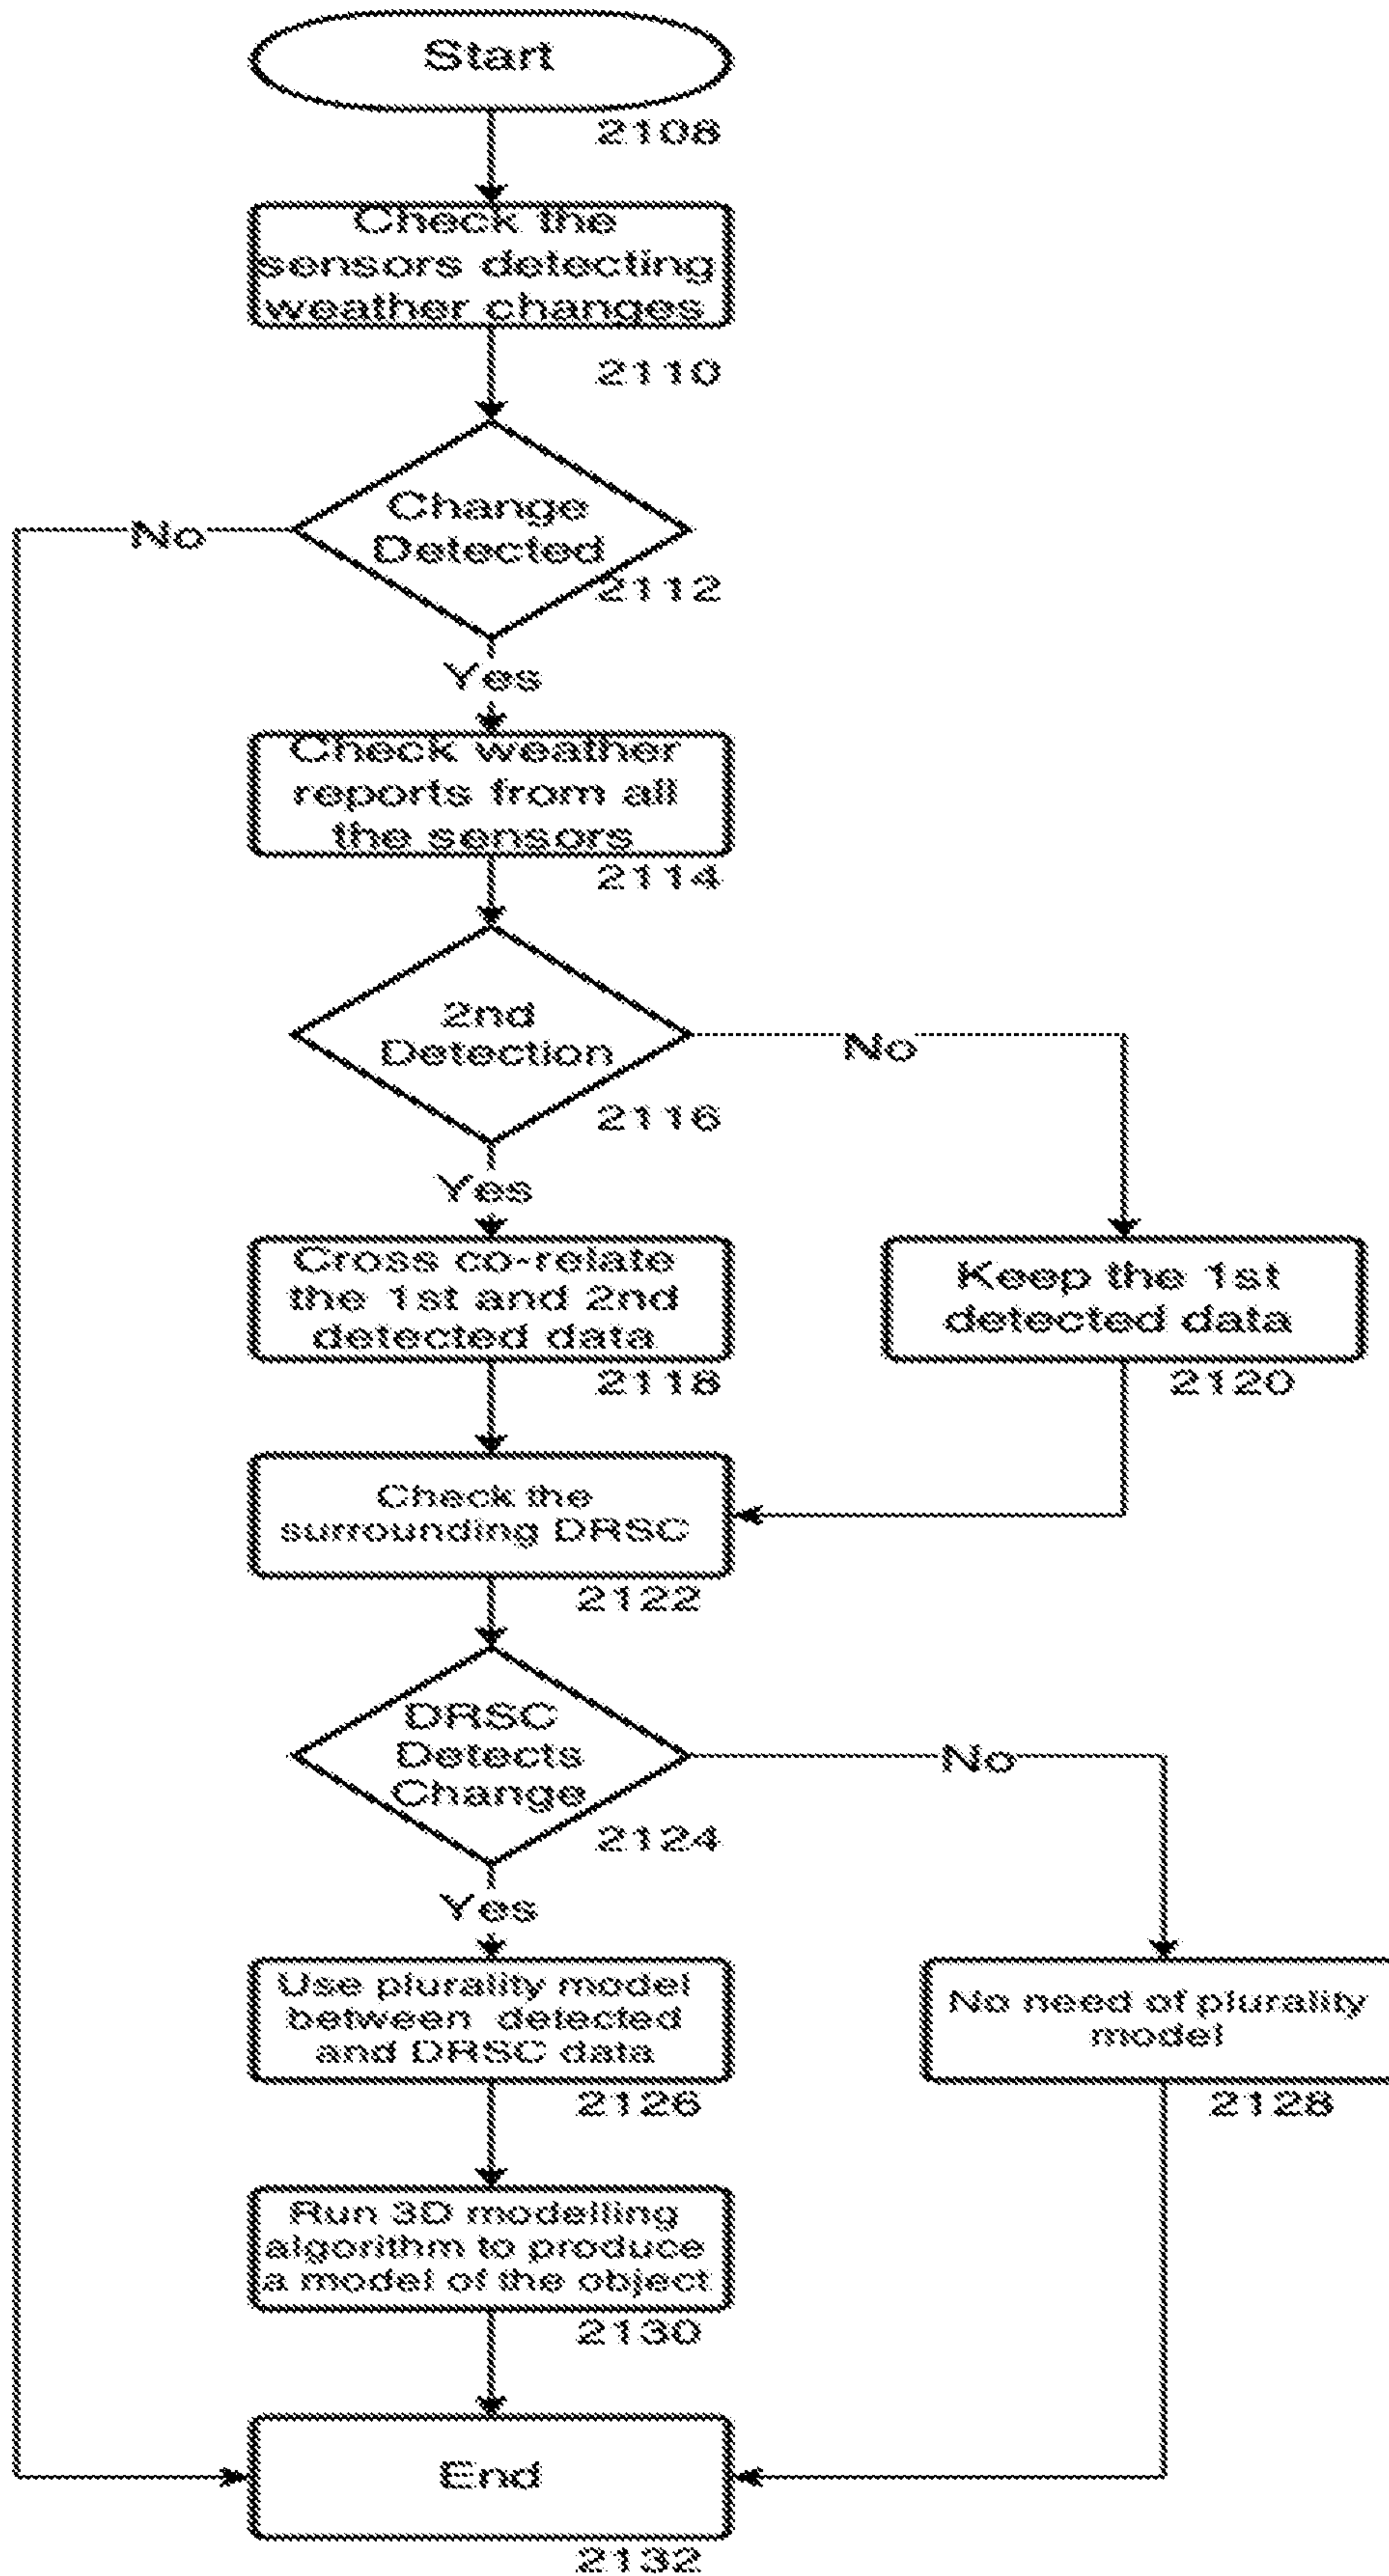 Start
2108
Check the
sensors detecting
weather changes
2110
Change
Detected
2112
No
Yes
Check weather
reports from all
the sensors
2114
2nd
Detection
2116
No
Yes
Cross co-relate
the 1st and 2nd
detected data
2118
Keep the 1st
detected data
2120
Check the
surrounding DRSC
2122
DRSC
Detects
Change
2124
No
Yes
Use plurality model
between detected
and DRSC data
2126
No need of plurality
model
2128
Run 3D modelling
algorithm to produce
a model of the object
2130
End
2132